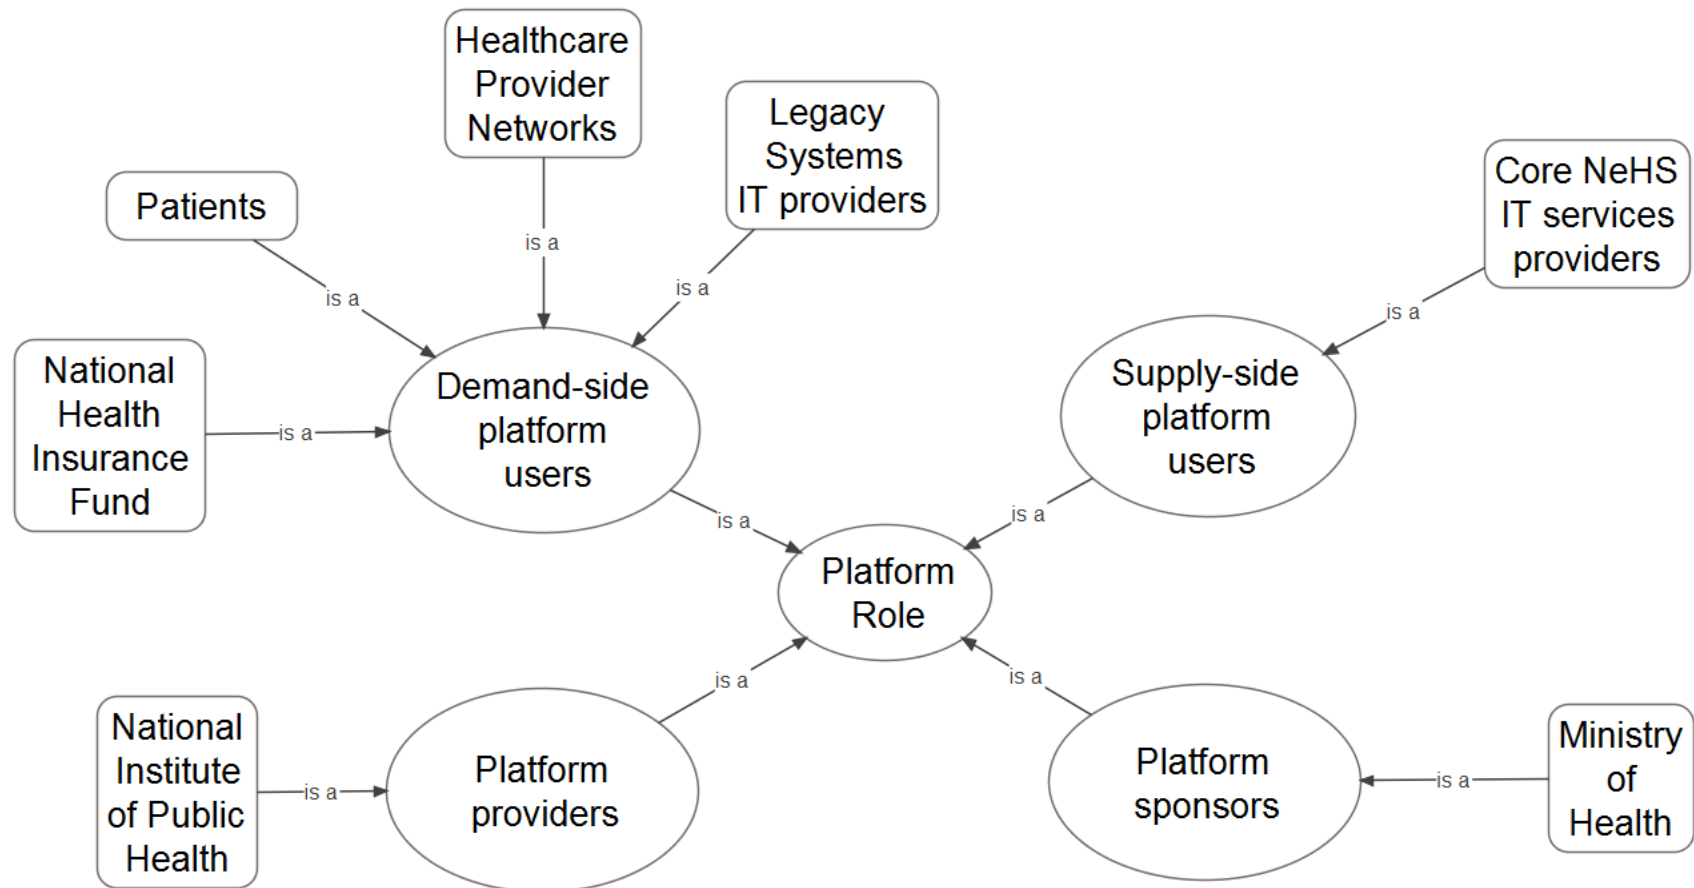 Healthcare
Provider
Networks
Legacy
Systems
IT providers
Core NeHS
IT services
providers
Patients
is a
is a
is a
is a
National
Health
Insurance
Fund
is a
Demand-side
platform
users
Supply-side
platform
users
is a
is a
Platform
Role
is a
is a
National
Institute
of Public
Health
is a
Platform
providers
Platform
sponsors
is a
Ministry
of
Health